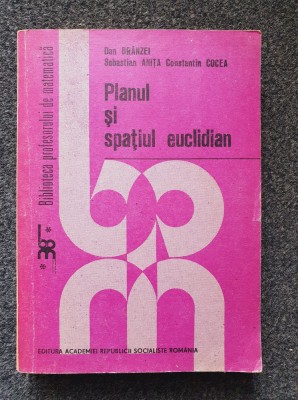 Dan BRÂNZEI
Sebastian ANIȚA Constantin COCEA
Planul
și
spațiul euclidian
Biblioteca profesorului de matematică
* 38 *
EDITURA ACADEMIEI REPUBLICII SOCIALISTE ROMÂNIA